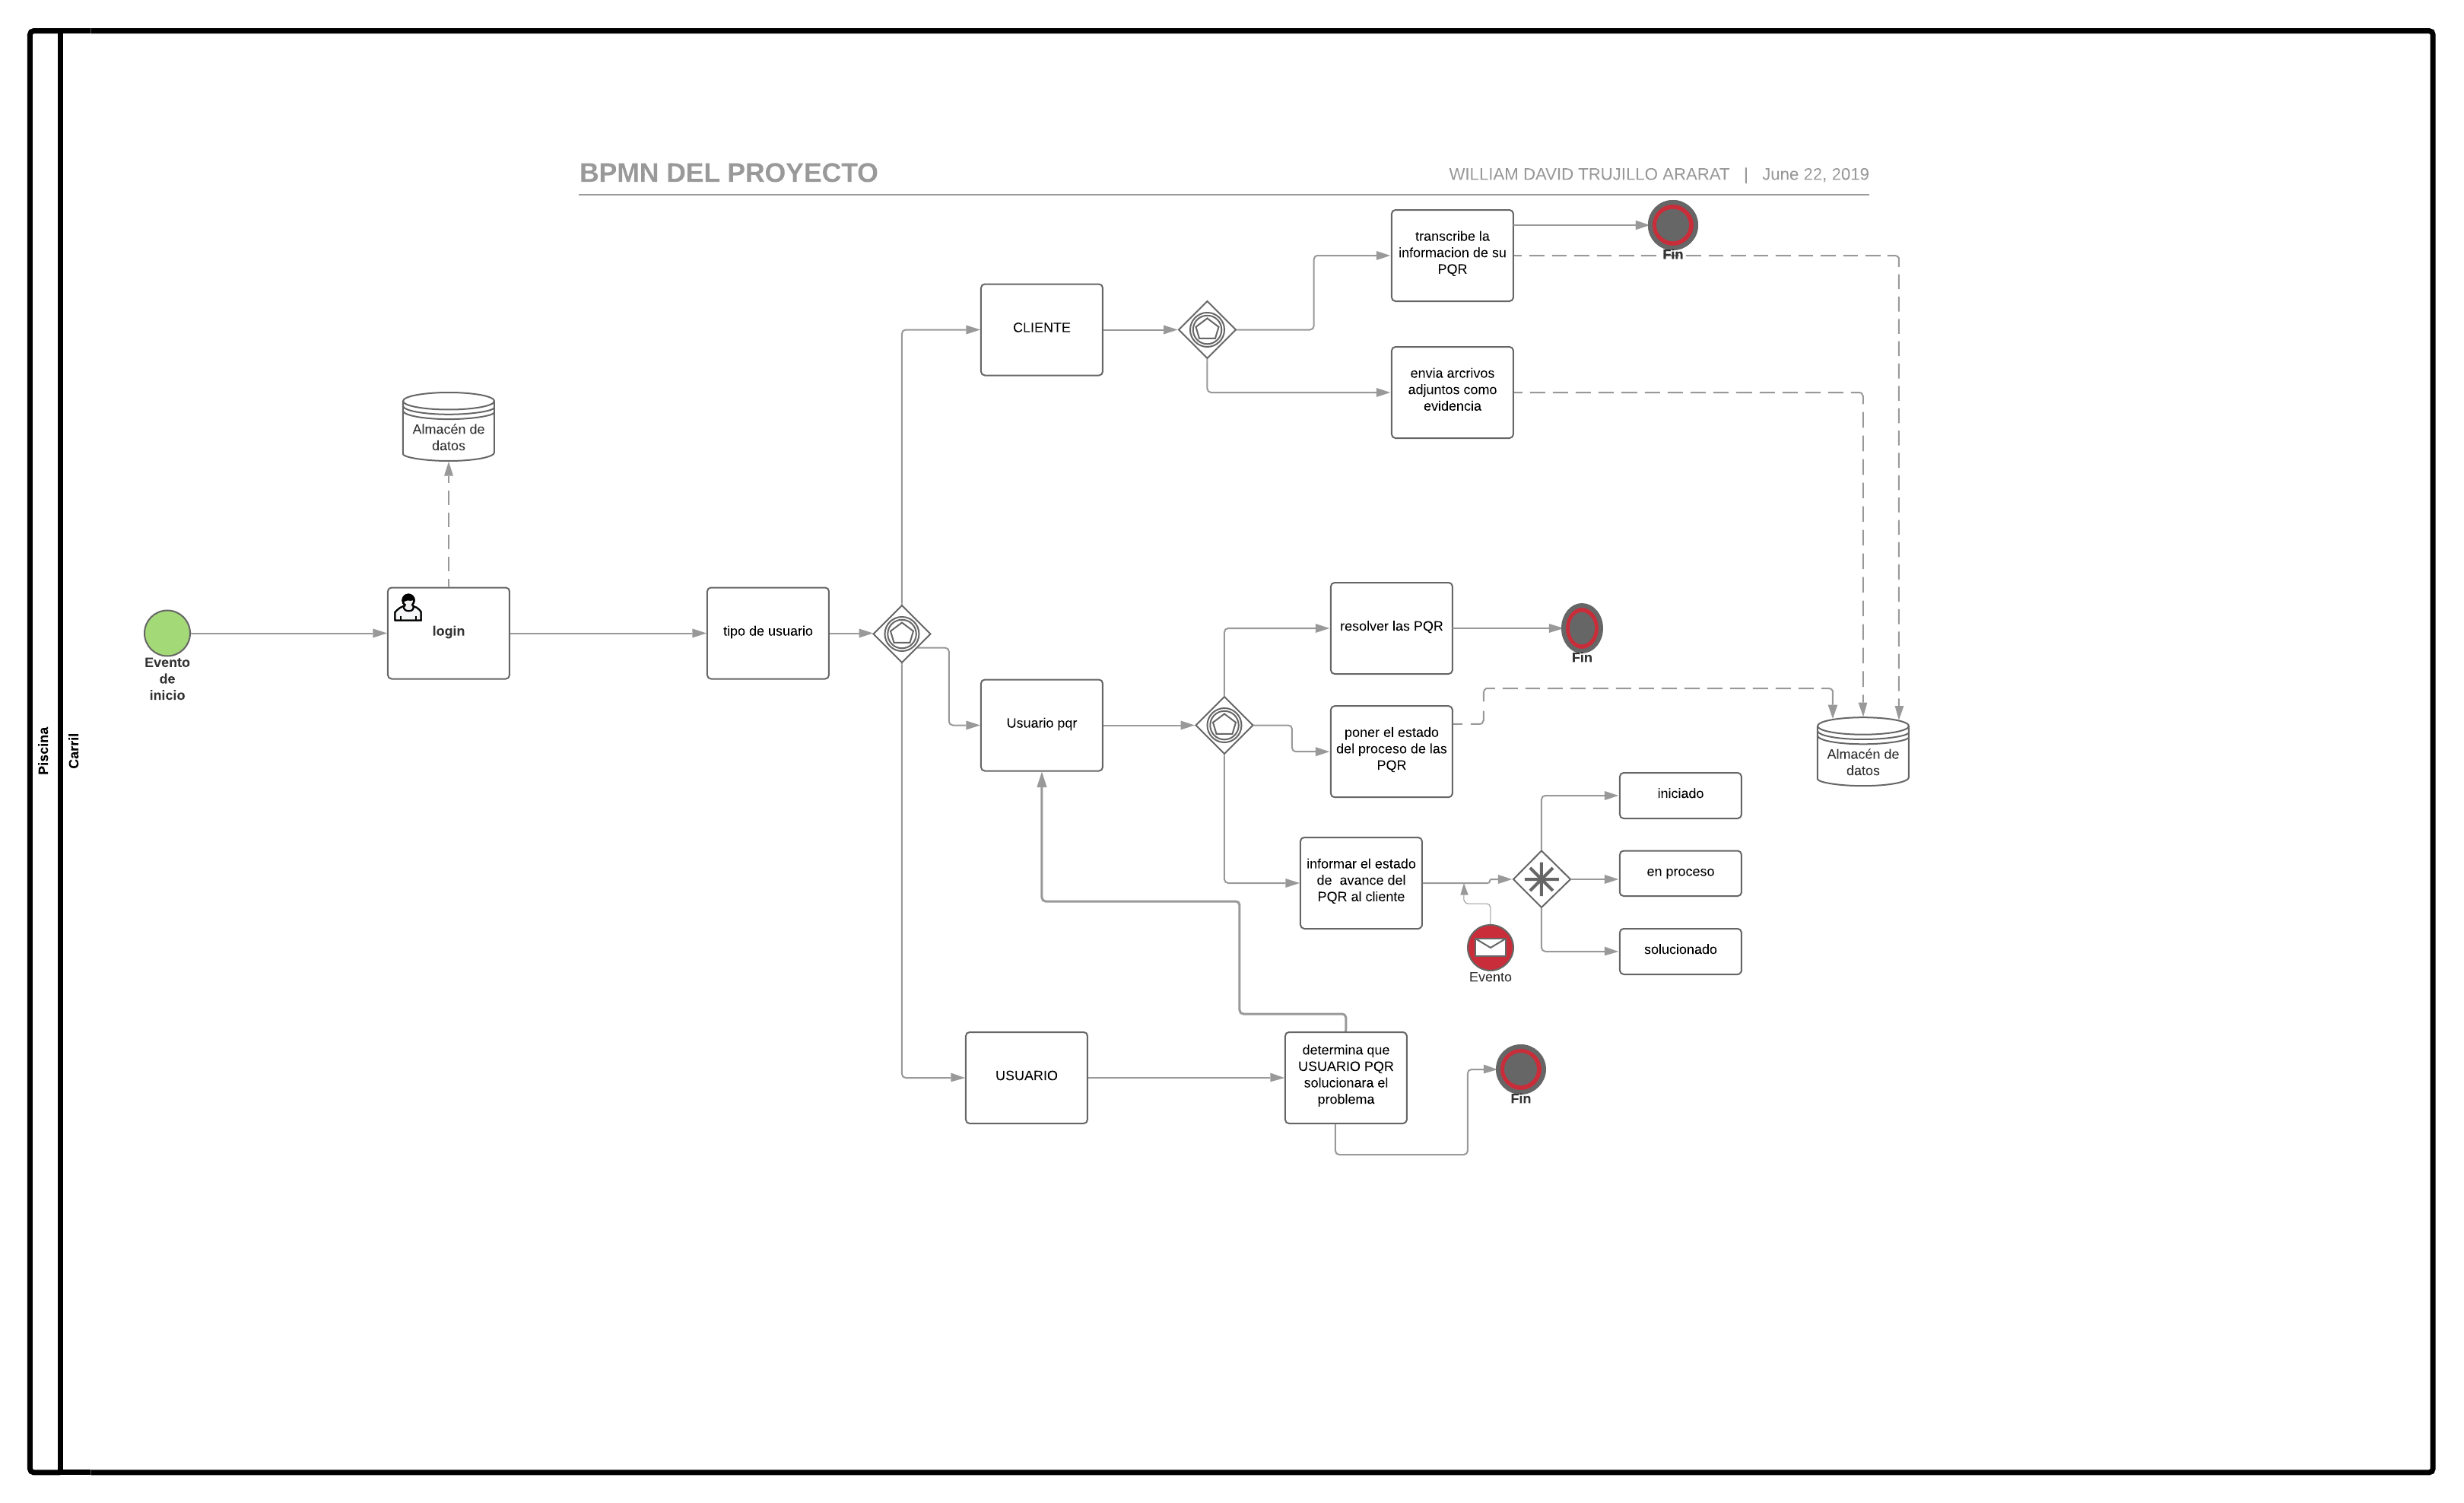 BPMN DEL PROYECTO
WILLIAM DAVID TRUJILLO ARARAT | June 22, 2019
Piscina
Carril
Evento
de
inicio
Almacén de
datos
login
tipo de usuario
CLIENTE
transcribe la
informacion de su
PQR
Fin
envia arcrivos
adjuntos como
evidencia
Usuario pqr
resolver las PQR
Fin
poner el estado
del proceso de las
PQR
Almacén de
datos
informar el estado
de avance del
PQR al cliente
Evento
iniciado
en proceso
solucionado
USUARIO
determina que
USUARIO PQR
solucionara el
problema
Fin